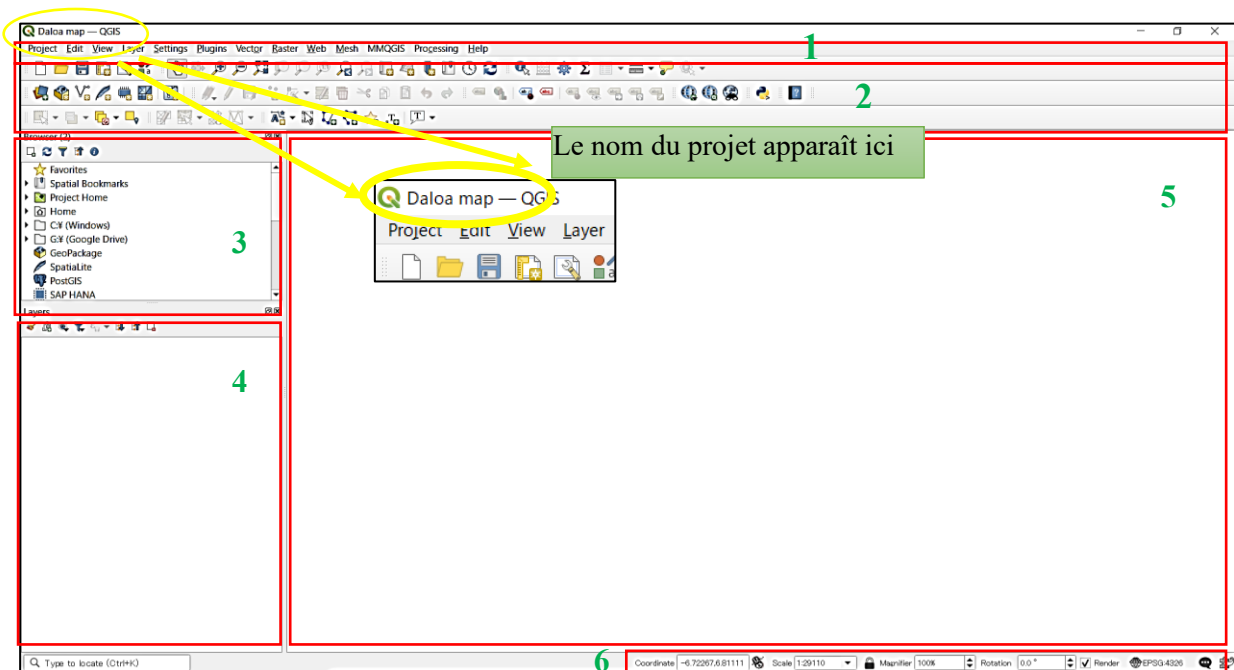 Daloa map — QGIS
Project Edit View Layer Settings Plugins Vector Raster Web Mesh MMQGIS Processing Help
1
2
Browser (2)
Le nom du projet apparaît ici
Favorites
Spatial Bookmarks
Project Home
Home
C:¥ (Windows)
G:¥ (Google Drive)
GeoPackage
SpatiaLite
PostGIS
SAP HANA
3
Daloa map — QGIS
Project Edit View Layer
5
Layers
4
6
Type to locate (Ctrl+K)
Coordinate -6.72267,6.81111 Scale 1:29110 Magnifier 100% Rotation 0.0 ° Render EPSG:4326